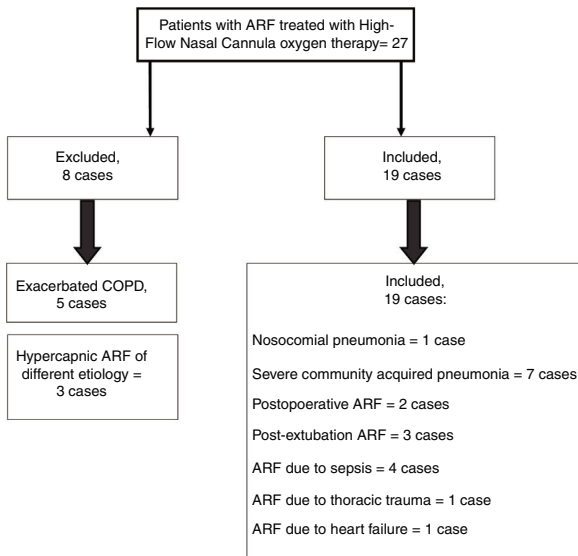 Patients with ARF treated with High-
Flow Nasal Cannula oxygen therapy= 27
Excluded,
8 cases
Included,
19 cases
Exacerbated COPD,
5 cases
Hypercapnic ARF of
different etiology =
3 cases
Included,
19 cases:
Nosocomial pneumonia = 1 case
Severe community acquired pneumonia = 7 cases
Postopoerative ARF = 2 cases
Post-extubation ARF = 3 cases
ARF due to sepsis = 4 cases
ARF due to thoracic trauma = 1 case
ARF due to heart failure = 1 case